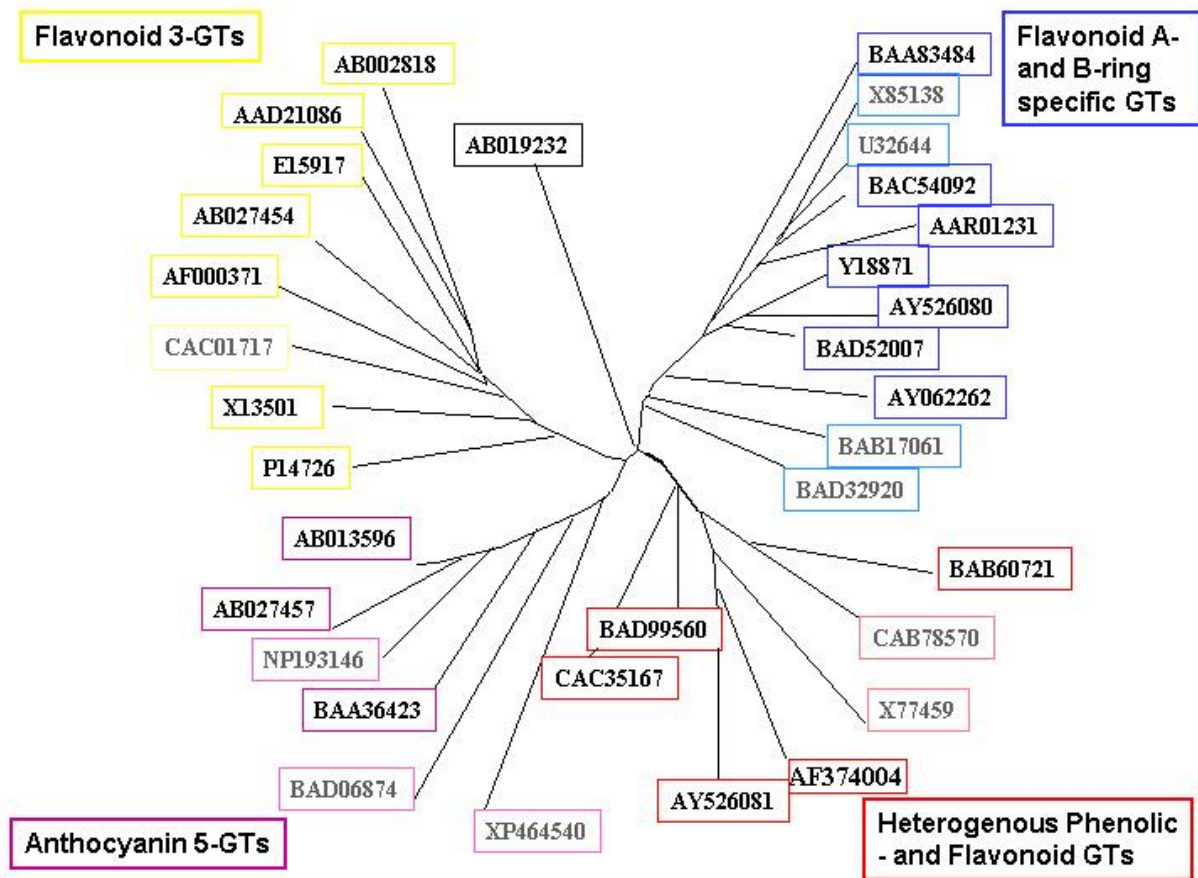 Flavonoid 3-GTs
AB002818
AAD21086
E15917
AB027454
AF000371
CAC01717
X13501
P14726
AB019232
BAA83484
X85138
U32644
BAC54092
AAR01231
Y18871
AY526080
BAD52007
AY062262
BAB17061
BAD32920
Flavonoid A-
and B-ring
specific GTs
AB013596
AB027457
NP193146
BAA36423
BAD06874
XP464540
Anthocyanin 5-GTs
BAD99560
CAC35167
AY526081
AF374004
X77459
CAB78570
BAB60721
Heterogenous Phenolic
- and Flavonoid GTs